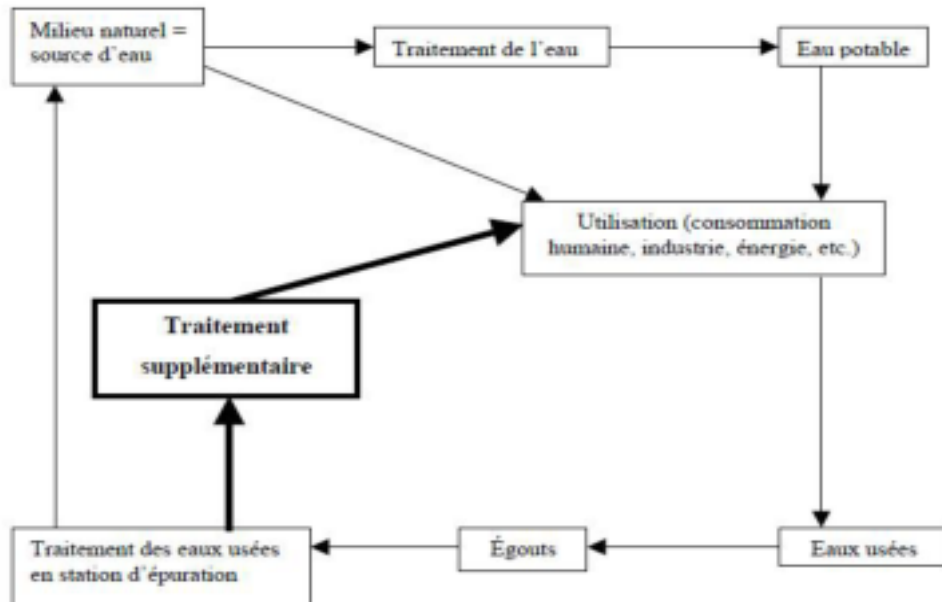 Milieu naturel =
source d'eau
Traitement de l'eau
Eau potable
Utilisation (consommation
humaine, industrie, énergie, etc.)
Traitement
supplémentaire
Traitement des eaux usées
en station d'épuration
Égouts
Eaux usées